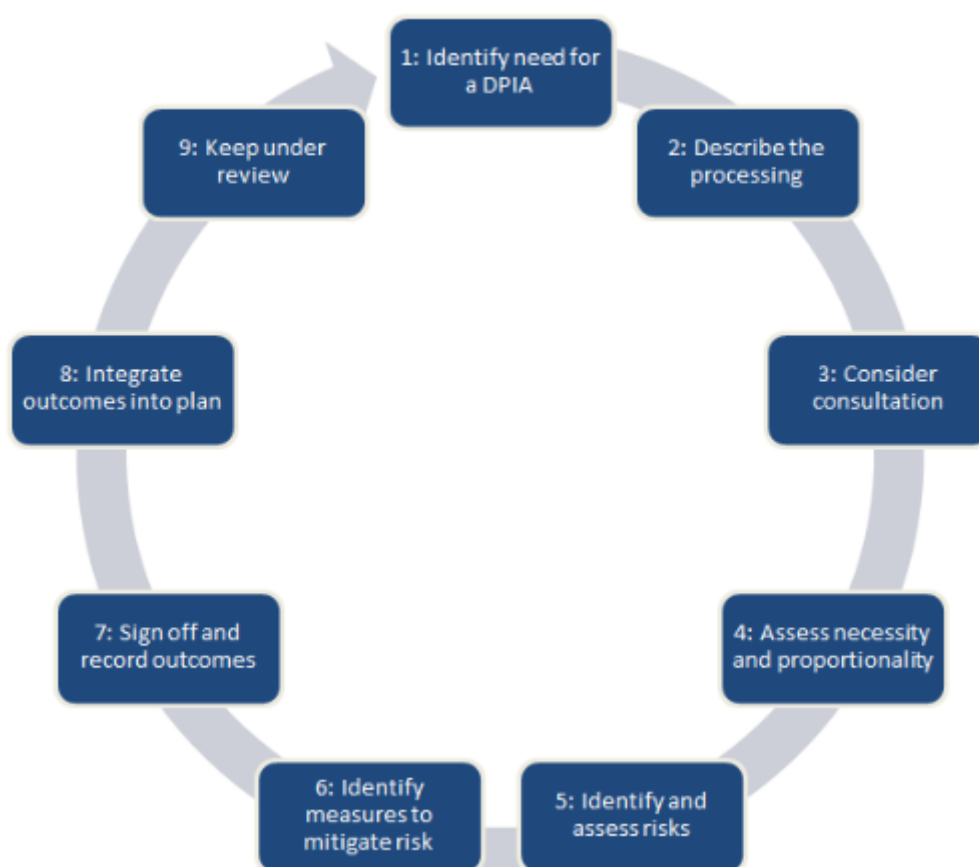 1: Identify need for
a DPIA
2: Describe the
processing
3: Consider
consultation
4: Assess necessity
and proportionality
5: Identify and
assess risks
6: Identify
measures to
mitigate risk
7: Sign off and
record outcomes
8: Integrate
outcomes into plan
9: Keep under
review